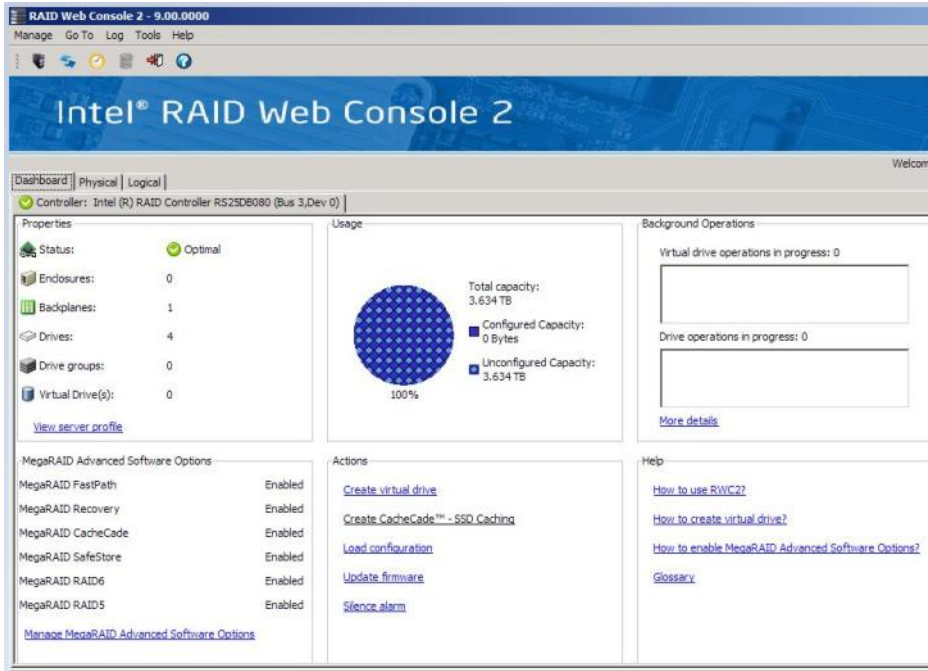 RAID Web Console 2 - 9.00.0000
Manage Go To Log Tools Help
Intel® RAID Web Console 2
Welcom
Dashboard Physical Logical
Controller: Intel (R) RAID Controller RS25DB080 (Bus 3,Dev 0)
Properties
Status: Optimal
Enclosures: 0
Backplanes: 1
Drives: 4
Drive groups: 0
Virtual Drive(s): 0
View server profile
Usage
Total capacity:
3.634 TB
Configured Capacity:
0 Bytes
Unconfigured Capacity:
3.634 TB
100%
Background Operations
Virtual drive operations in progress: 0
Drive operations in progress: 0
More details
MegaRAID Advanced Software Options
MegaRAID FastPath Enabled
MegaRAID Recovery Enabled
MegaRAID CacheCade Enabled
MegaRAID SafeStore Enabled
MegaRAID RAID6 Enabled
MegaRAID RAID5 Enabled
Manage MegaRAID Advanced Software Options
Actions
Create virtual drive
Create CacheCade™ - SSD Caching
Load configuration
Update firmware
Silence alarm
Help
How to use RWC2?
How to create virtual drive?
How to enable MegaRAID Advanced Software Options?
Glossary